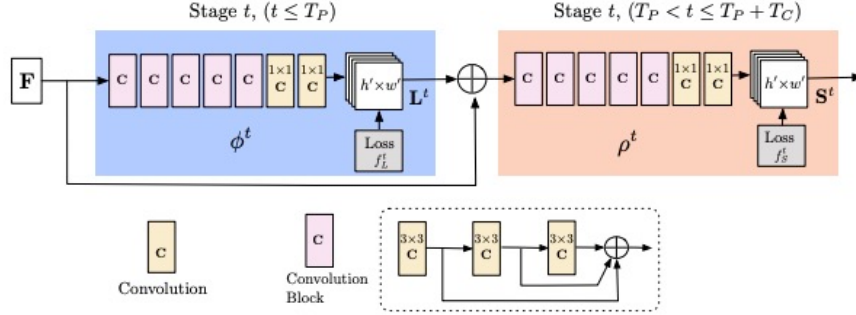 Stage t, (t ≤ T_P)
Stage t, (T_P < t ≤ T_P + T_C)
F
C C C C C 1×1 C 1×1 C
h′×w′
L^t
Loss
f_L^t
ϕ^t
C C C C C 1×1 C 1×1 C
h′×w′
S^t
Loss
f_S^t
ρ^t
C
Convolution
C
Convolution
Block
3×3 3×3 3×3
C C C